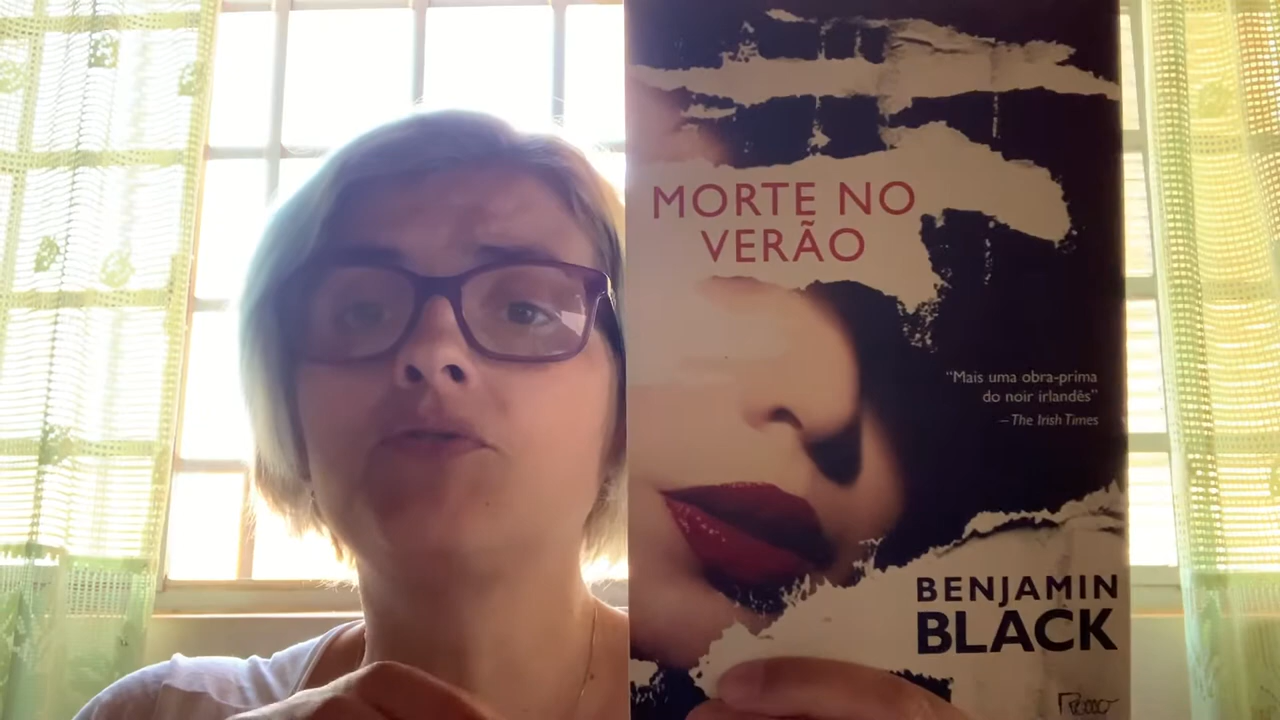 MORTE NO
VERÃO
"Mais uma obra-prima
do noir irlandês"
– The Irish Times
BENJAMIN
BLACK